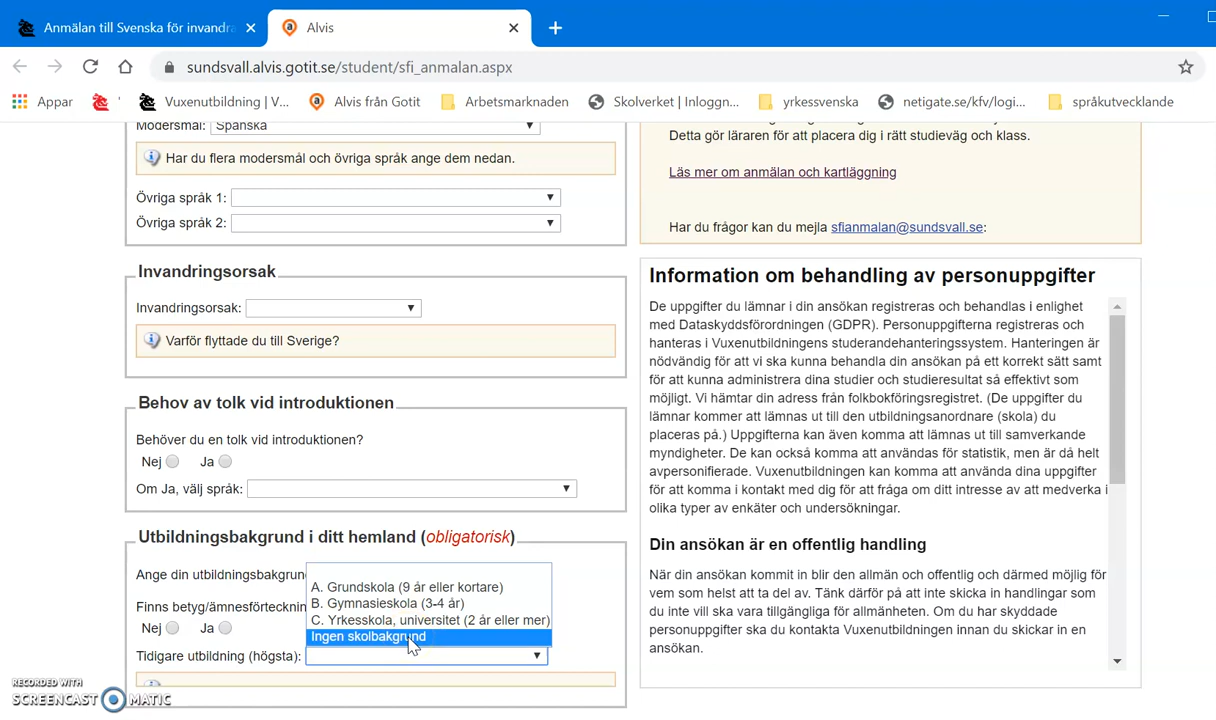 Anmälan till Svenska för invandra
Alvis
sundsvall.alvis.gotit.se/student/sfi_anmalan.aspx
Appar
Vuxenutbildning | V...
Alvis från Gotit
Arbetsmarknaden
Skolverket | Inloggn...
yrkessvenska
netigate.se/kfv/logi...
språkutvecklande
Modersmål: Spanska
Har du flera modersmål och övriga språk ange dem nedan.
Övriga språk 1:
Övriga språk 2:
Invandringsorsak
Invandringsorsak:
Varför flyttade du till Sverige?
Behov av tolk vid introduktionen
Behöver du en tolk vid introduktionen?
Nej Ja
Om Ja, välj språk:
Utbildningsbakgrund i ditt hemland (obligatorisk)
Ange din utbildningsbakgrun
A. Grundskola (9 år eller kortare)
B. Gymnasieskola (3-4 år)
C. Yrkesskola, universitet (2 år eller mer)
Ingen skolbakgrund
Finns betyg/ämnesförtecknin
Nej Ja
Tidigare utbildning (högsta):
Detta gör läraren för att placera dig i rätt studieväg och klass.
Läs mer om anmälan och kartläggning
Har du frågor kan du mejla sfianmalan@sundsvall.se:
Information om behandling av personuppgifter
De uppgifter du lämnar i din ansökan registreras och behandlas i enlighet
med Dataskyddsförordningen (GDPR). Personuppgifterna registreras och
hanteras i Vuxenutbildningens studerandehanteringssystem. Hanteringen är
nödvändig för att vi ska kunna behandla din ansökan på ett korrekt sätt samt
för att kunna administrera dina studier och studieresultat så effektivt som
möjligt. Vi hämtar din adress från folkbokföringsregistret. (De uppgifter du
lämnar kommer att lämnas ut till den utbildningsanordnare (skola) du
placeras på.) Uppgifterna kan även komma att lämnas ut till samverkande
myndigheter. De kan också komma att användas för statistik, men är då helt
avpersonifierade. Vuxenutbildningen kan komma att använda dina uppgifter
för att komma i kontakt med dig för att fråga om ditt intresse av att medverka i
olika typer av enkäter och undersökningar.
Din ansökan är en offentlig handling
När din ansökan kommit in blir den allmän och offentlig och därmed möjlig för
vem som helst att ta del av. Tänk därför på att inte skicka in handlingar som
du inte vill ska vara tillgängliga för allmänheten. Om du har skyddade
personuppgifter ska du kontakta Vuxenutbildningen innan du skickar in en
ansökan.
RECORDED WITH
SCREENCAST MATIC